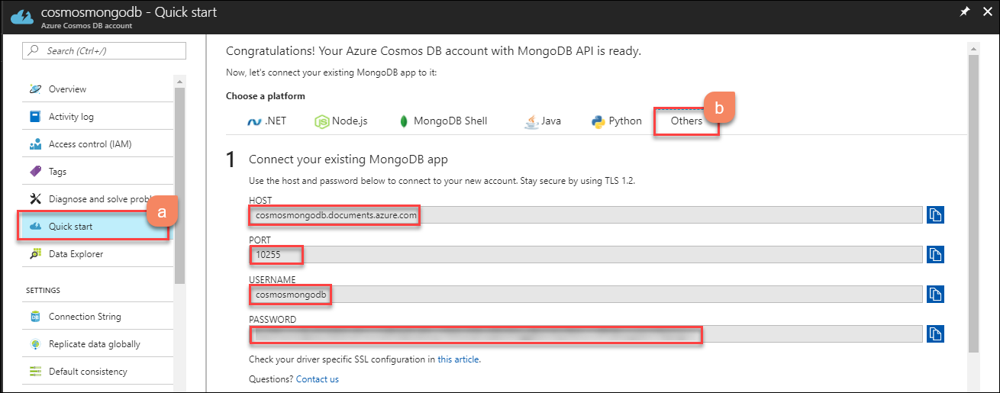 cosmosmongodb - Quick start
Azure Cosmos DB account
Search (Ctrl+/)
Overview
Activity log
Access control (IAM)
Tags
Diagnose and solve
a
Quick start
Data Explorer
SETTINGS
Connection String
Replicate data globally
Default consistency
Congratulations! Your Azure Cosmos DB account with MongoDB API is ready.
Now, let's connect your existing MongoDB app to it:
Choose a platform
.NET Node.js MongoDB Shell Java Python Others
b
1 Connect your existing MongoDB app
Use the host and password below to connect to your new account. Stay secure by using TLS 1.2.
HOST
cosmosmongodb.documents.azure.com
PORT
10255
USERNAME
cosmosmongodb
PASSWORD
Check your driver specific SSL configuration in this article.
Questions? Contact us